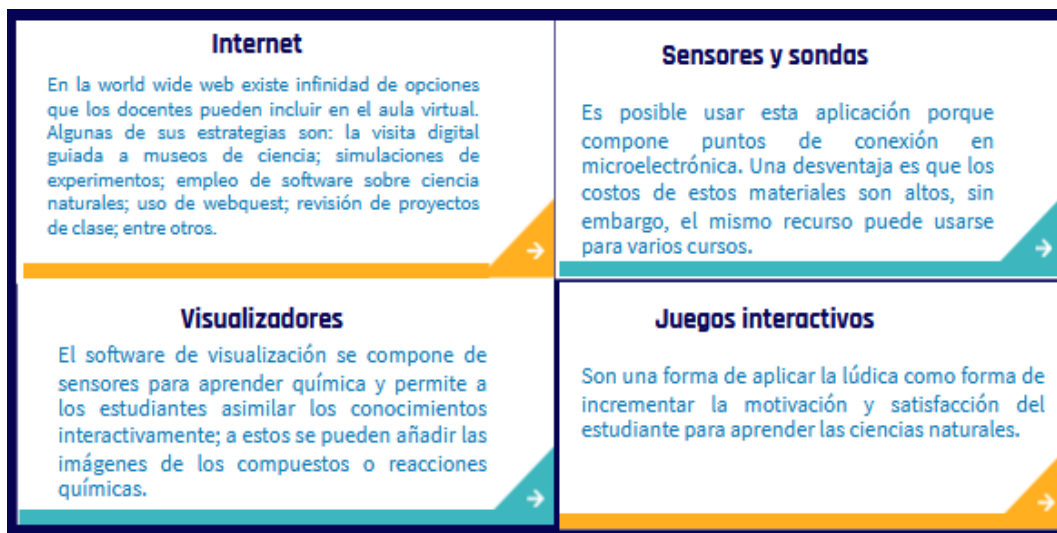 Internet
En la world wide web existe infinidad de opciones
que los docentes pueden incluir en el aula virtual.
Algunas de sus estrategias son: la visita digital
guiada a museos de ciencia; simulaciones de
experimentos; empleo de software sobre ciencia
naturales; uso de webquest; revisión de proyectos
de clase; entre otros.
Sensores y sondas
Es posible usar esta aplicación porque
compone puntos de conexión en
microelectrónica. Una desventaja es que los
costos de estos materiales son altos, sin
embargo, el mismo recurso puede usarse
para varios cursos.
Visualizadores
El software de visualización se compone de
sensores para aprender química y permite a
los estudiantes asimilar los conocimientos
interactivamente; a estos se pueden añadir las
imágenes de los compuestos o reacciones
químicas.
Juegos interactivos
Son una forma de aplicar la lúdica como forma de
incrementar la motivación y satisfacción del
estudiante para aprender las ciencias naturales.